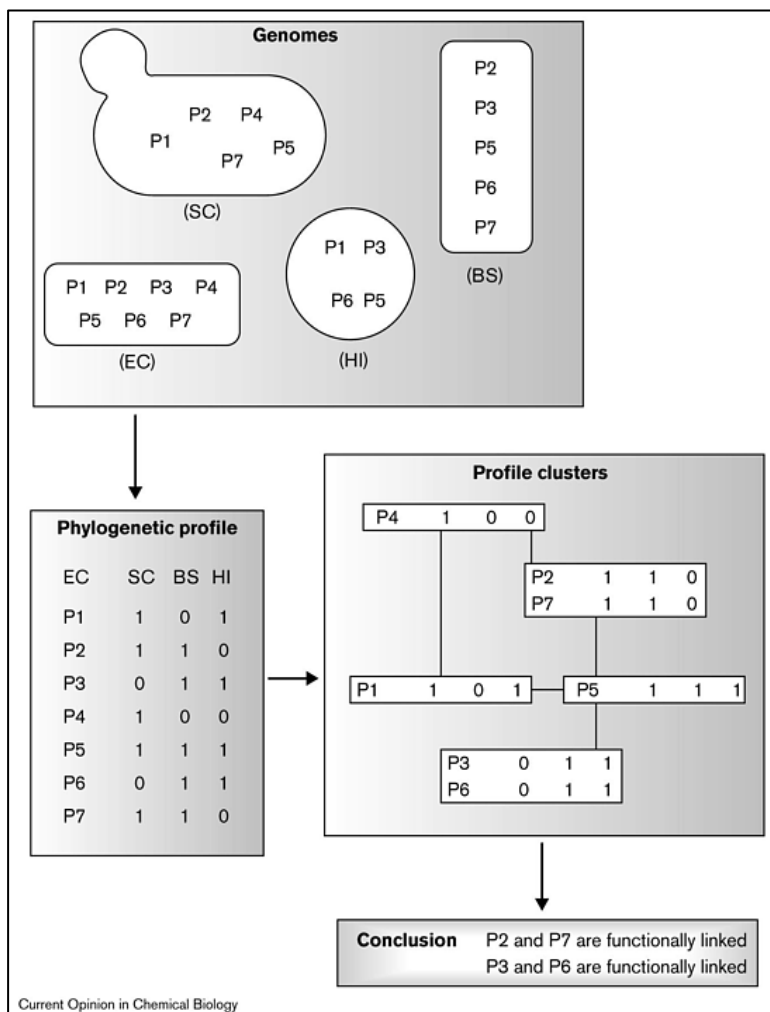 Genomes
P2 P4
P1
P7 P5
(SC)
P2
P3
P5
P6
P7
(BS)
P1 P3
P6 P5
(HI)
P1 P2 P3 P4
P5 P6 P7
(EC)
Phylogenetic profile
EC SC BS HI
P1 1 0 1
P2 1 1 0
P3 0 1 1
P4 1 0 0
P5 1 1 1
P6 0 1 1
P7 1 1 0
Profile clusters
P4 1 0 0
P2 1 1 0
P7 1 1 0
P1 1 0 1
P5 1 1 1
P3 0 1 1
P6 0 1 1
Conclusion P2 and P7 are functionally linked
P3 and P6 are functionally linked
Current Opinion in Chemical Biology